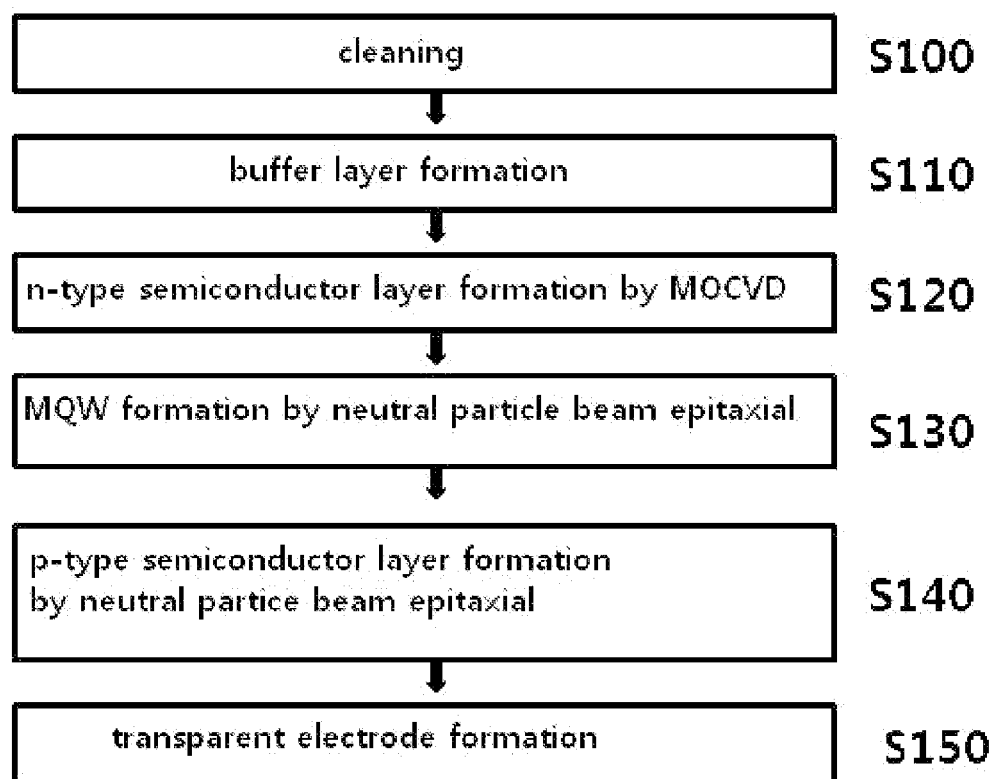 cleaning
S100
buffer layer formation
S110
n-type semiconductor layer formation by MOCVD
S120
MQW formation by neutral particle beam epitaxial
S130
p-type semiconductor layer formation
by neutral partice beam epitaxial
S140
transparent electrode formation
S150